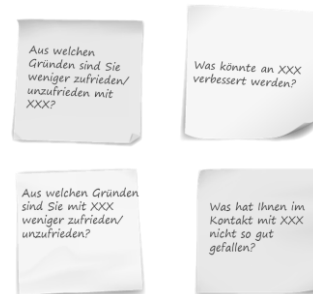 Aus welchen
Gründen sind Sie
weniger zufrieden/
unzufrieden mit
XXX?
Was könnte an XXX
verbessert werden?
Aus welchen Gründen
sind Sie mit XXX
weniger zufrieden/
unzufrieden?
Was hat Ihnen im
Kontakt mit XXX
nicht so gut
gefallen?